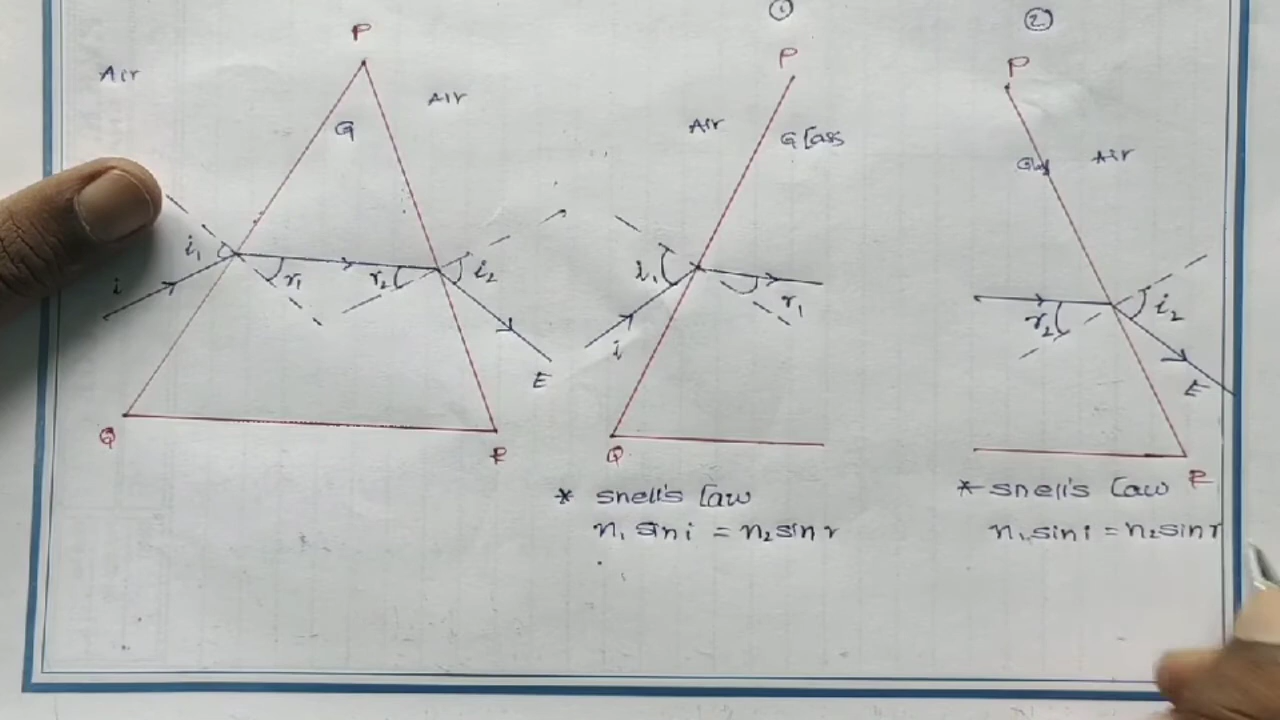 P
Air
Air
G
i₁
i
r₁
r₂
i₂
E
Q
R
①
P
Air
Glass
i₁
i
r₁
Q
* Snell's law
n₁ sin i = n₂ sin r
②
P
Air
r₂
i₂
E
R
* Snell's law
n₁ sin i = n₂ sin r